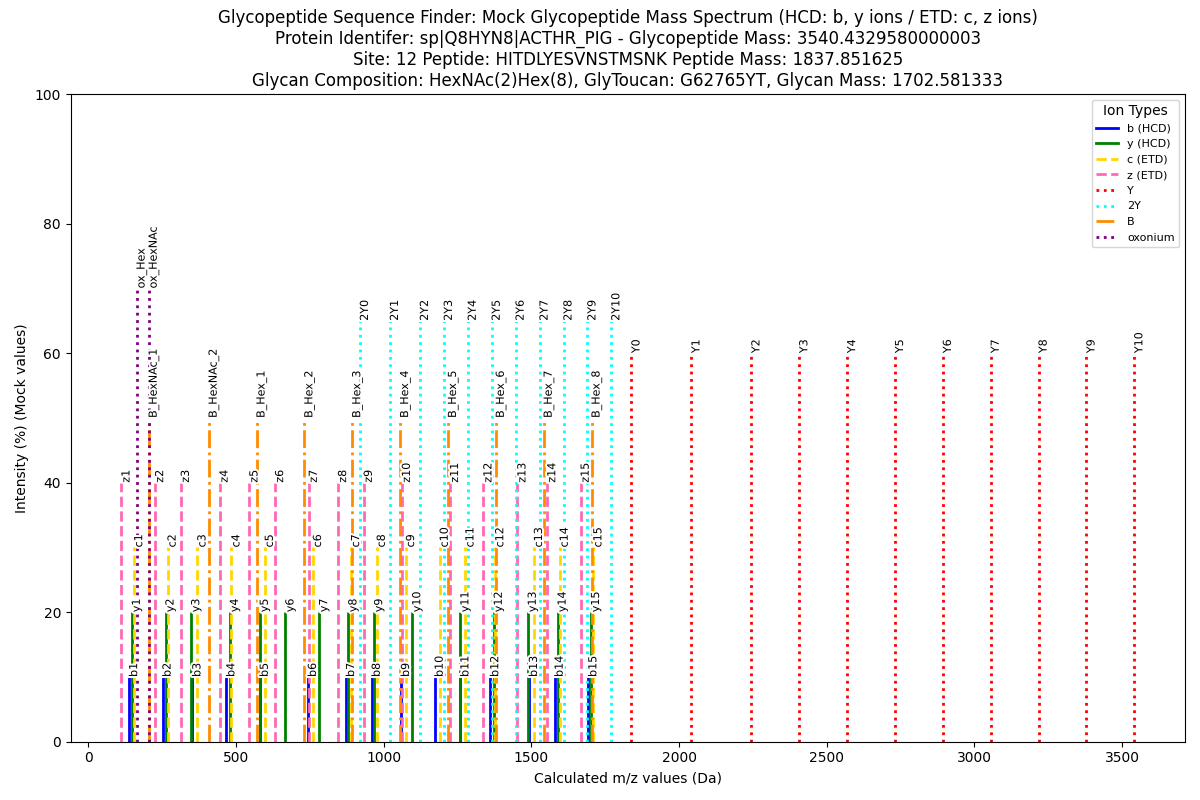 Glycopeptide Sequence Finder: Mock Glycopeptide Mass Spectrum (HCD: b, y ions / ETD: c, z ions)
Protein Identifer: sp|Q8HYN8|ACTHR_PIG - Glycopeptide Mass: 3540.4329580000003
Site: 12 Peptide: HITDLYESVNSTMSNK Peptide Mass: 1837.851625
Glycan Composition: HexNAc(2)Hex(8), GlyToucan: G62765YT, Glycan Mass: 1702.581333
Ion Types
b (HCD)
y (HCD)
c (ETD)
z (ETD)
Y
2Y
B
oxonium
Intensity (%) (Mock values)
100
80
60
40
20
0
ox_Hex ox_HexNAc
2Y0 2Y1 2Y2 2Y3 2Y4 2Y5 2Y6 2Y7 2Y8 2Y9 2Y10
Y0 Y1 Y2 Y3 Y4 Y5 Y6 Y7 Y8 Y9 Y10
B_HexNAc_1 B_HexNAc_2 B_Hex_1 B_Hex_2 B_Hex_3 B_Hex_4 B_Hex_5 B_Hex_6 B_Hex_7 B_Hex_8
z1 z2 z3 z4 z5 z6 z7 z8 z9 z10 z11 z12 z13 z14 z15
c1 c2 c3 c4 c5 c6 c7 c8 c9 c10 c11 c12 c13 c14 c15
y1 y2 y3 y4 y5 y6 y7 y8 y9 y10 y11 y12 y13 y14 y15
b1 b2 b3 b4 b5 b6 b7 b8 b9 b10 b11 b12 b13 b14 b15
0 500 1000 1500 2000 2500 3000 3500
Calculated m/z values (Da)